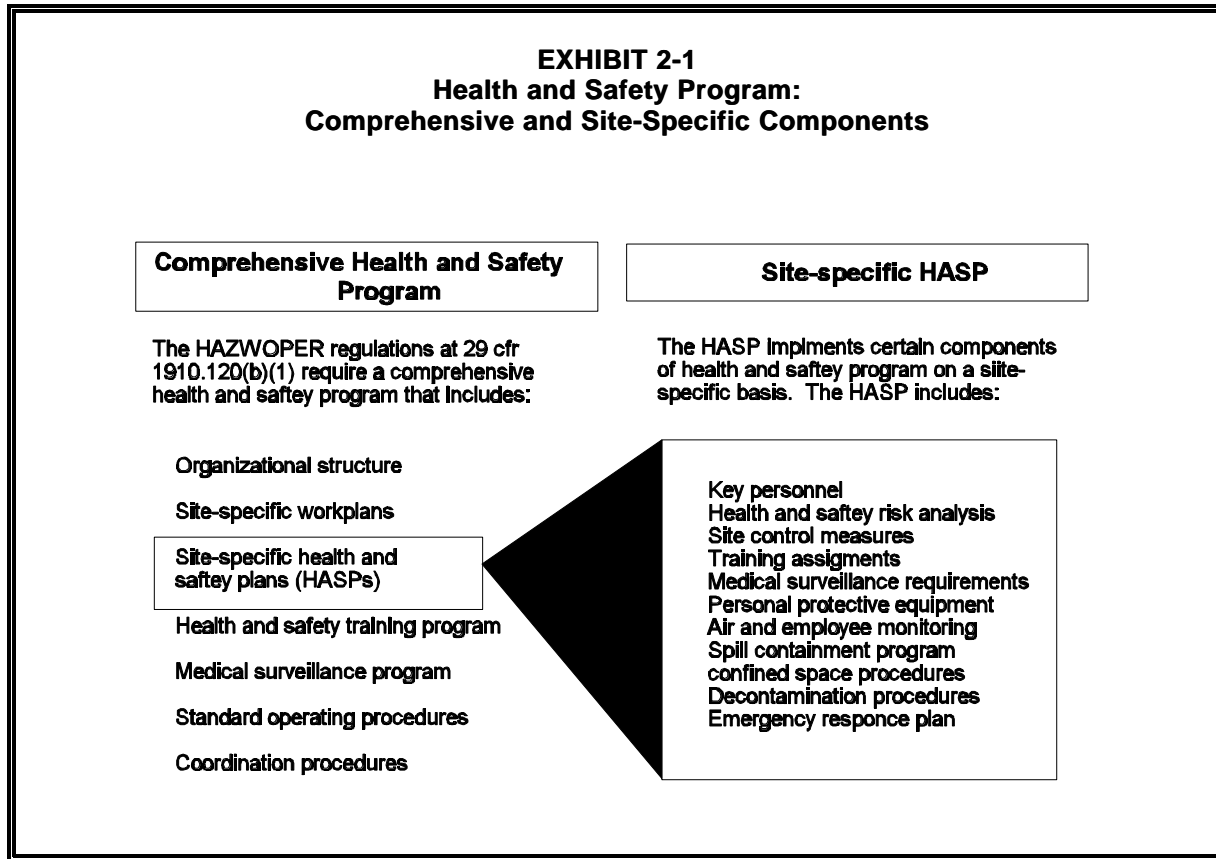 EXHIBIT 2-1
Health and Safety Program:
Comprehensive and Site-Specific Components
Comprehensive Health and Safety
Program
The HAZWOPER regulations at 29 cfr
1910.120(b)(1) require a comprehensive
health and saftey program that includes:
Organizational structure
Site-specific workplans
Site-specific health and
saftey plans (HASPs)
Health and safety training program
Medical surveillance program
Standard operating procedures
Coordination procedures
Site-specific HASP
The HASP implments certain components
of health and saftey program on a siite-
specific basis. The HASP includes:
Key personnel
Health and saftey risk analysis
Site control measures
Training assigments
Medical surveillance requirements
Personal protective equipment
Air and employee monitoring
Spill containment program
confined space procedures
Decontamination procedures
Emergency responce plan